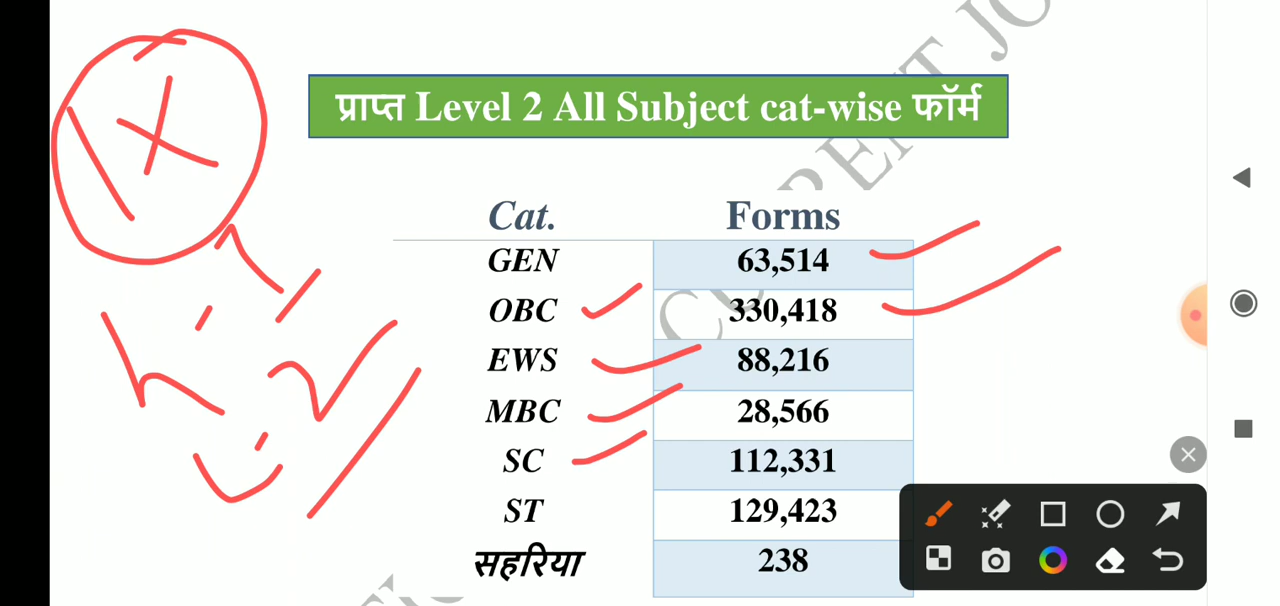 प्राप्त Level 2 All Subject cat-wise फॉर्म
Cat. Forms
GEN 63,514
OBC 330,418
EWS 88,216
MBC 28,566
SC 112,331
ST 129,423
सहरिया 238